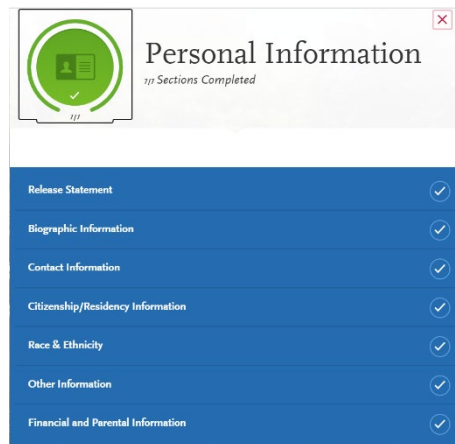 Personal Information
7/7 Sections Completed
7/7
Release Statement
Biographic Information
Contact Information
Citizenship/Residency Information
Race & Ethnicity
Other Information
Financial and Parental Information